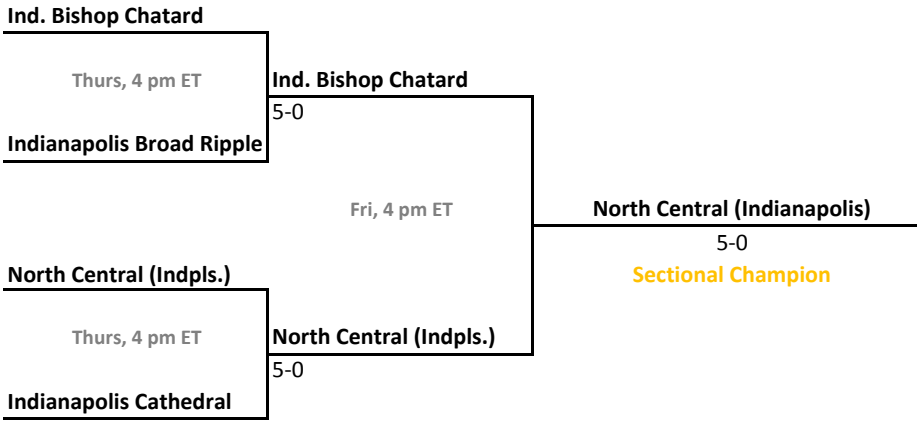 Ind. Bishop Chatard
Thurs, 4 pm ET
Ind. Bishop Chatard
5-0
Indianapolis Broad Ripple
Fri, 4 pm ET
North Central (Indianapolis)
5-0
Sectional Champion
North Central (Indpls.)
Thurs, 4 pm ET
North Central (Indpls.)
5-0
Indianapolis Cathedral